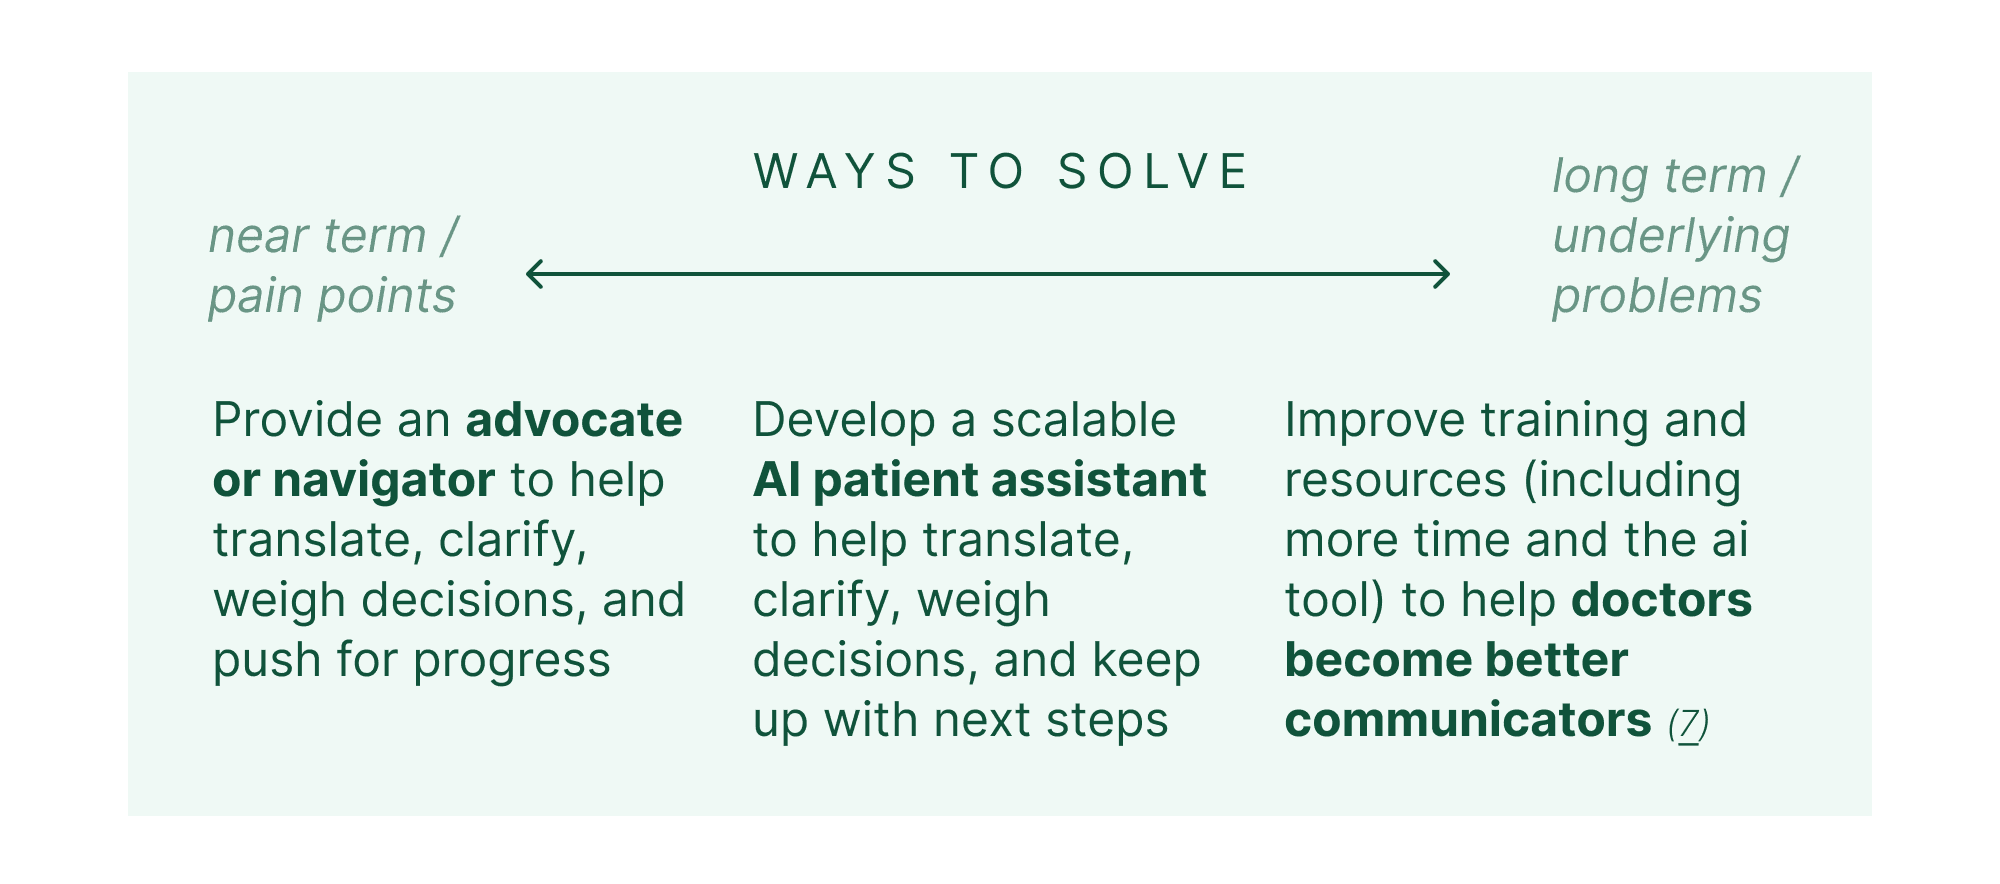 WAYS TO SOLVE
near term /
pain points
long term /
underlying
problems
Provide an advocate
or navigator to help
translate, clarify,
weigh decisions, and
push for progress
Develop a scalable
AI patient assistant
to help translate,
clarify, weigh
decisions, and keep
up with next steps
Improve training and
resources (including
more time and the ai
tool) to help doctors
become better
communicators (7)